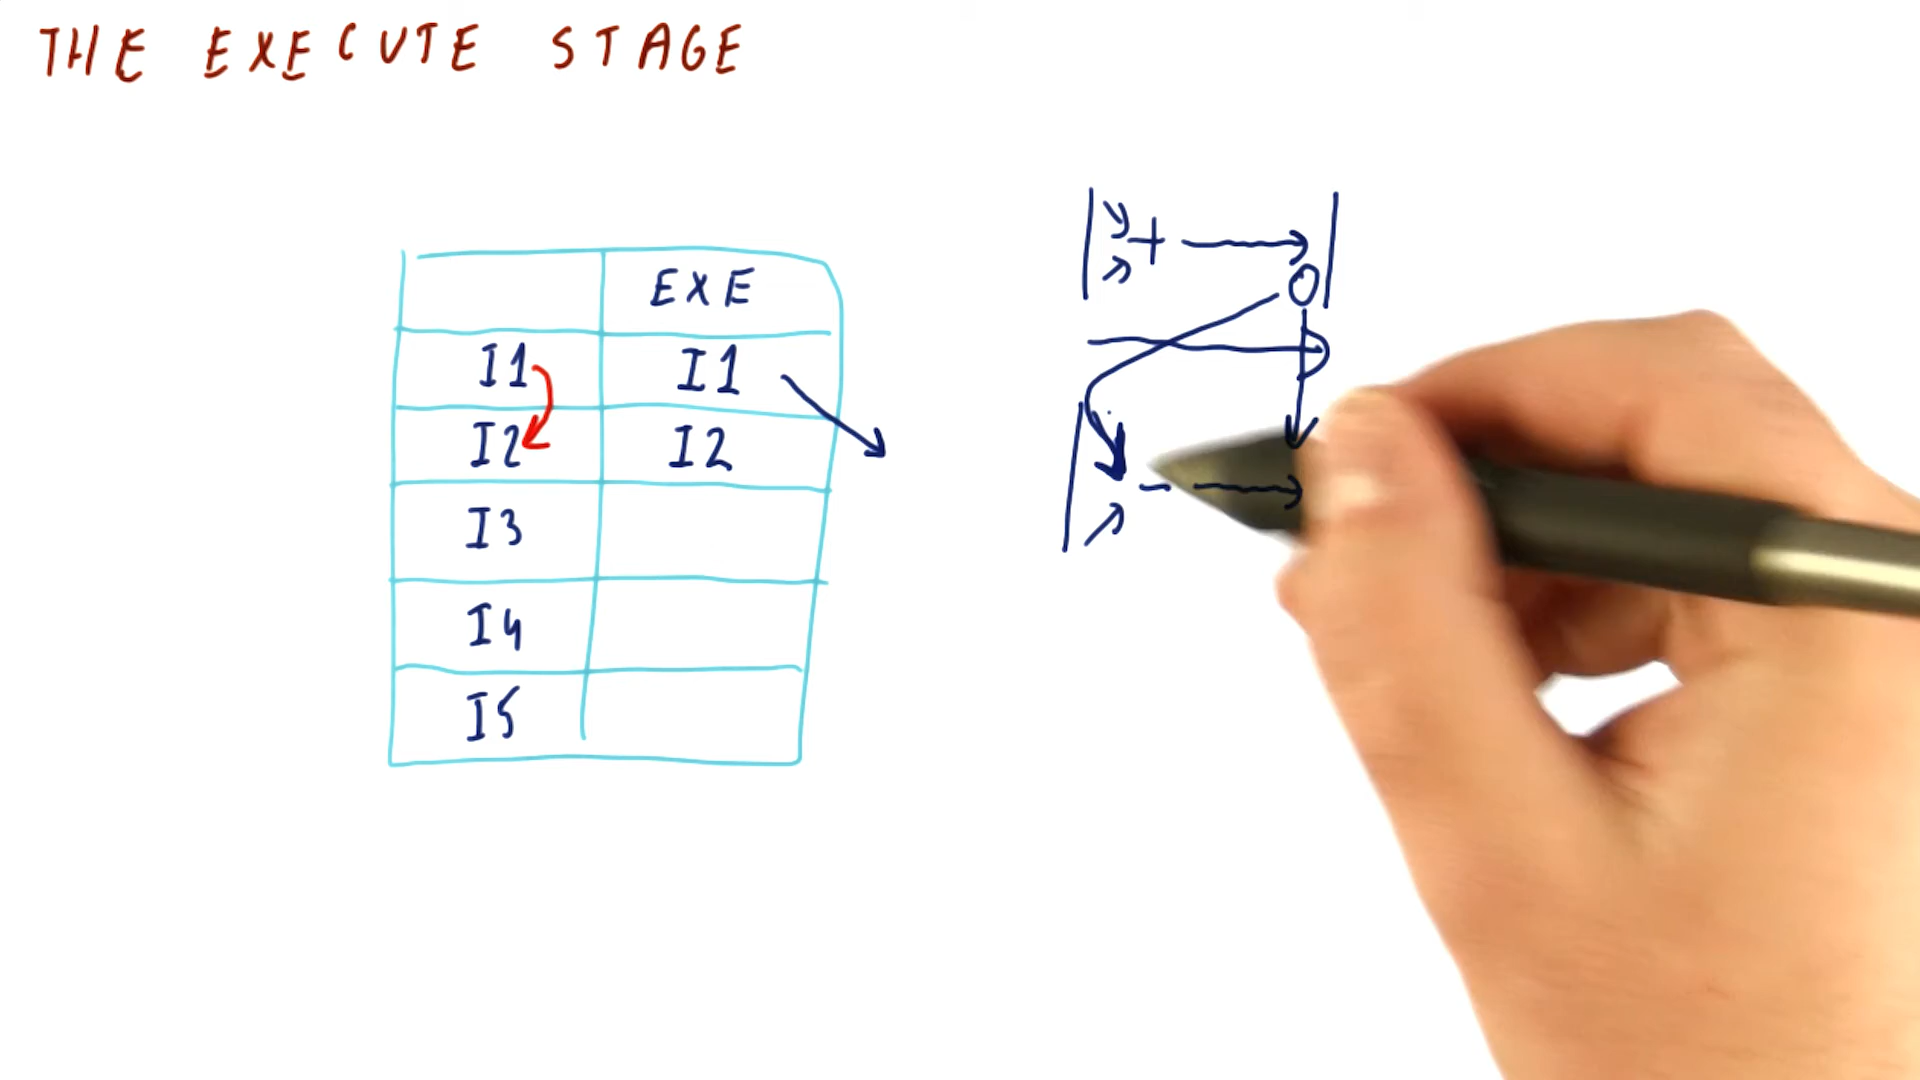 THE EXECUTE STAGE
EXE
I1 I1
I2 I2
I3
I4
I5
+
O
-